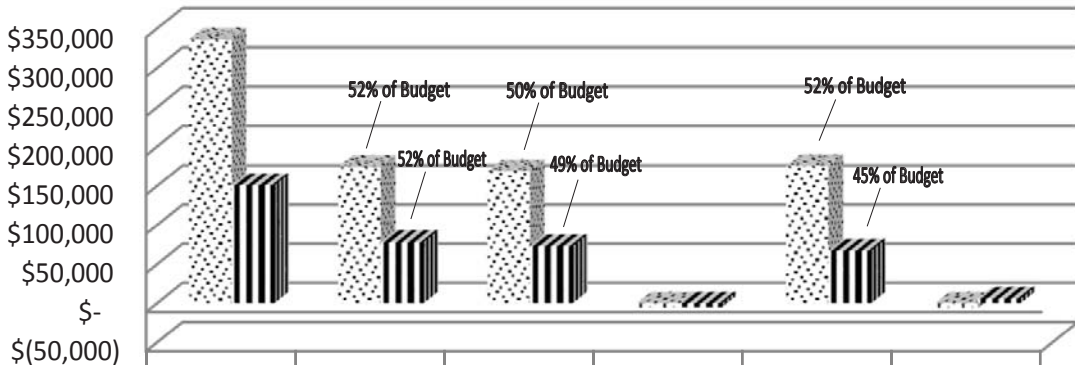 $350,000
$300,000
$250,000
$200,000
$150,000
$100,000
$50,000
$-
$(50,000)
52% of Budget
52% of Budget
50% of Budget
49% of Budget
52% of Budget
45% of Budget